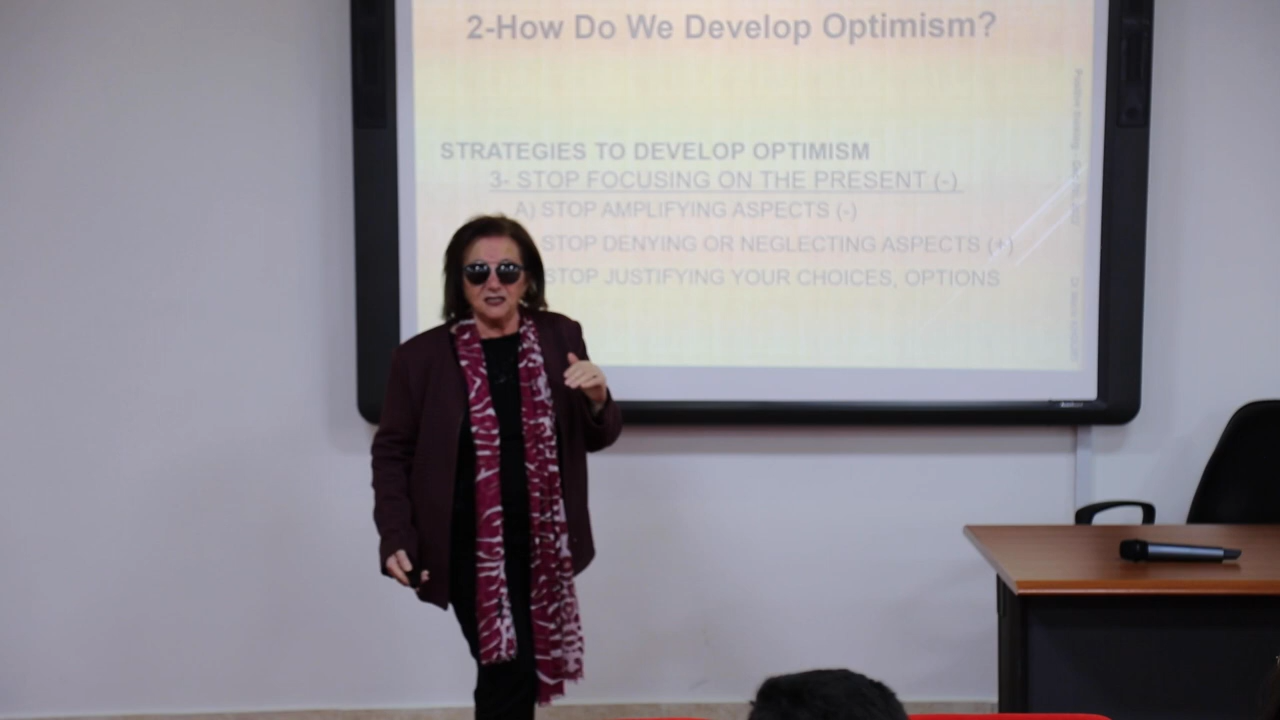 2-How Do We Develop Optimism?
STRATEGIES TO DEVELOP OPTIMISM
3- STOP FOCUSING ON THE PRESENT (-)
A) STOP AMPLIFYING ASPECTS (-)
STOP DENYING OR NEGLECTING ASPECTS (+)
STOP JUSTIFYING YOUR CHOICES, OPTIONS